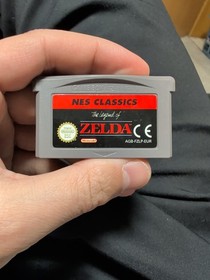 NES CLASSICS
The Legend of
ZELDA CE
Nintendo
AGB-FZLP-EUR